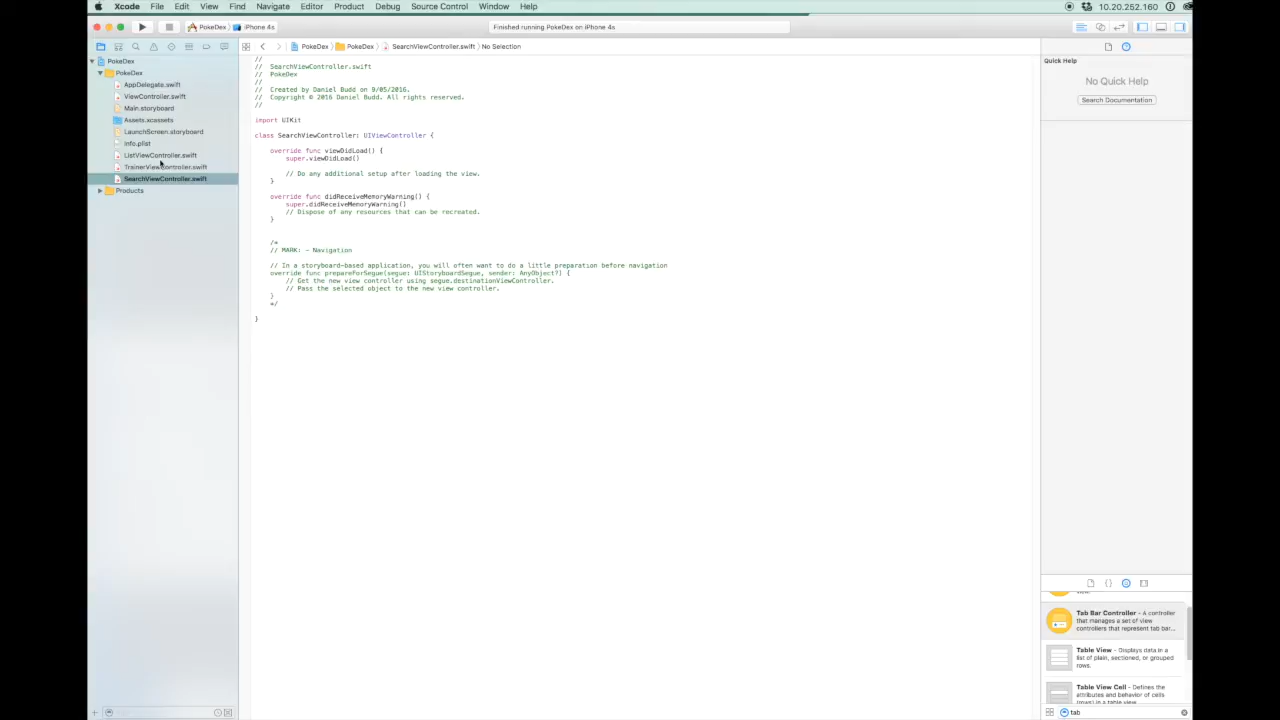 Xcode File Edit View Find Navigate Editor Product Debug Source Control Window Help 10.20.252.160
PokeDex iPhone 4s Finished running PokeDex on iPhone 4s
PokeDex PokeDex SearchViewController.swift No Selection
PokeDex
PokeDex
AppDelegate.swift
ViewController.swift
Main.storyboard
Assets.xcassets
LaunchScreen.storyboard
Info.plist
ListViewController.swift
TrainerViewController.swift
SearchViewController.swift
Products
//
//  SearchViewController.swift
//  PokeDex
//
//  Created by Daniel Budd on 9/05/2016.
//  Copyright © 2016 Daniel Budd. All rights reserved.
//
import UIKit
class SearchViewController: UIViewController {
override func viewDidLoad() {
super.viewDidLoad()
// Do any additional setup after loading the view.
}
override func didReceiveMemoryWarning() {
super.didReceiveMemoryWarning()
// Dispose of any resources that can be recreated.
}
/*
// MARK: - Navigation
// In a storyboard-based application, you will often want to do a little preparation before navigation
override func prepareForSegue(segue: UIStoryboardSegue, sender: AnyObject?) {
// Get the new view controller using segue.destinationViewController.
// Pass the selected object to the new view controller.
}
*/
}
Quick Help
No Quick Help
Search Documentation
view.
Tab Bar Controller - A controller
that manages a set of view
controllers that represent tab bar...
Table View - Displays data in a
list of plain, sectioned, or grouped
rows.
Table View Cell - Defines the
attributes and behavior of cells
(rows) in a table view.
tab